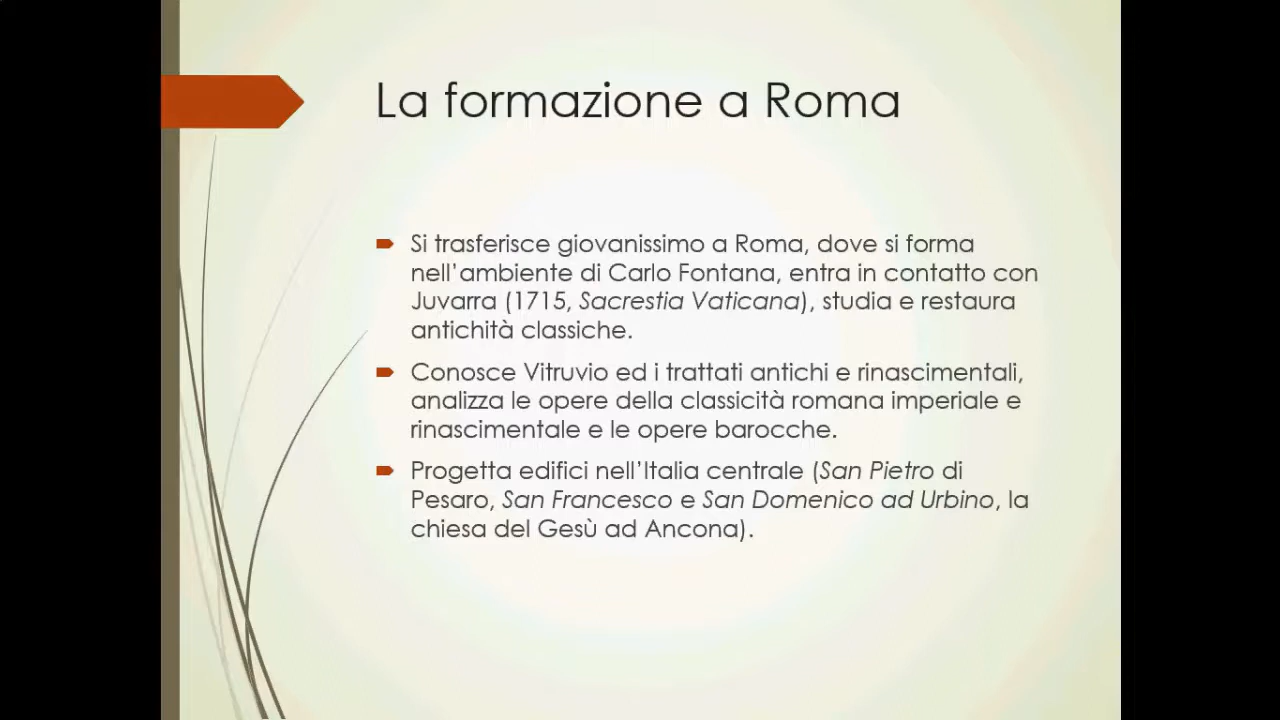 La formazione a Roma
Si trasferisce giovanissimo a Roma, dove si forma
nell'ambiente di Carlo Fontana, entra in contatto con
Juvarra (1715, Sacrestia Vaticana), studia e restaura
antichità classiche.
Conosce Vitruvio ed i trattati antichi e rinascimentali,
analizza le opere della classicità romana imperiale e
rinascimentale e le opere barocche.
Progetta edifici nell'Italia centrale (San Pietro di
Pesaro, San Francesco e San Domenico ad Urbino, la
chiesa del Gesù ad Ancona).